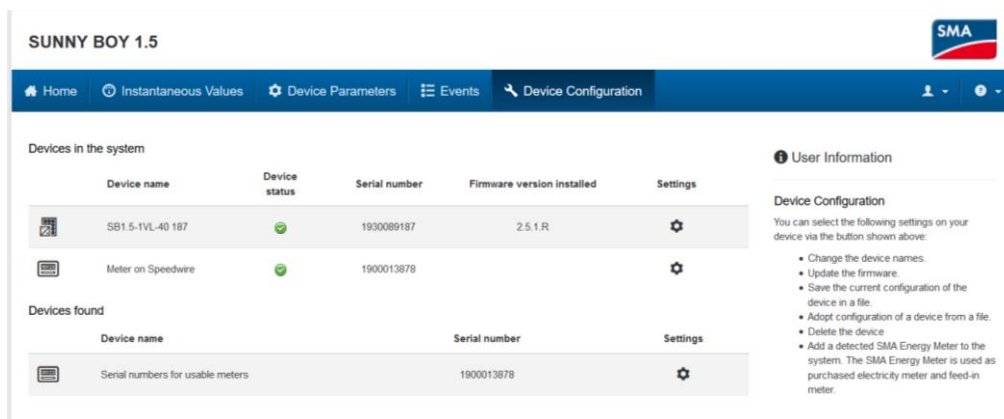 SUNNY BOY 1.5
SMA
Home Instantaneous Values Device Parameters Events Device Configuration
Devices in the system
Device name Device status Serial number Firmware version installed Settings
SB1.5-1VL-40 187 1930089187 2.5.1.R
Meter on Speedwire 1900013878
Devices found
Device name Serial number Settings
Serial numbers for usable meters 1900013878
User Information
Device Configuration
You can select the following settings on your
device via the button shown above:
• Change the device names.
• Update the firmware.
• Save the current configuration of the
device in a file.
• Adopt configuration of a device from a file.
• Delete the device
• Add a detected SMA Energy Meter to the
system. The SMA Energy Meter is used as
purchased electricity meter and feed-in
meter.